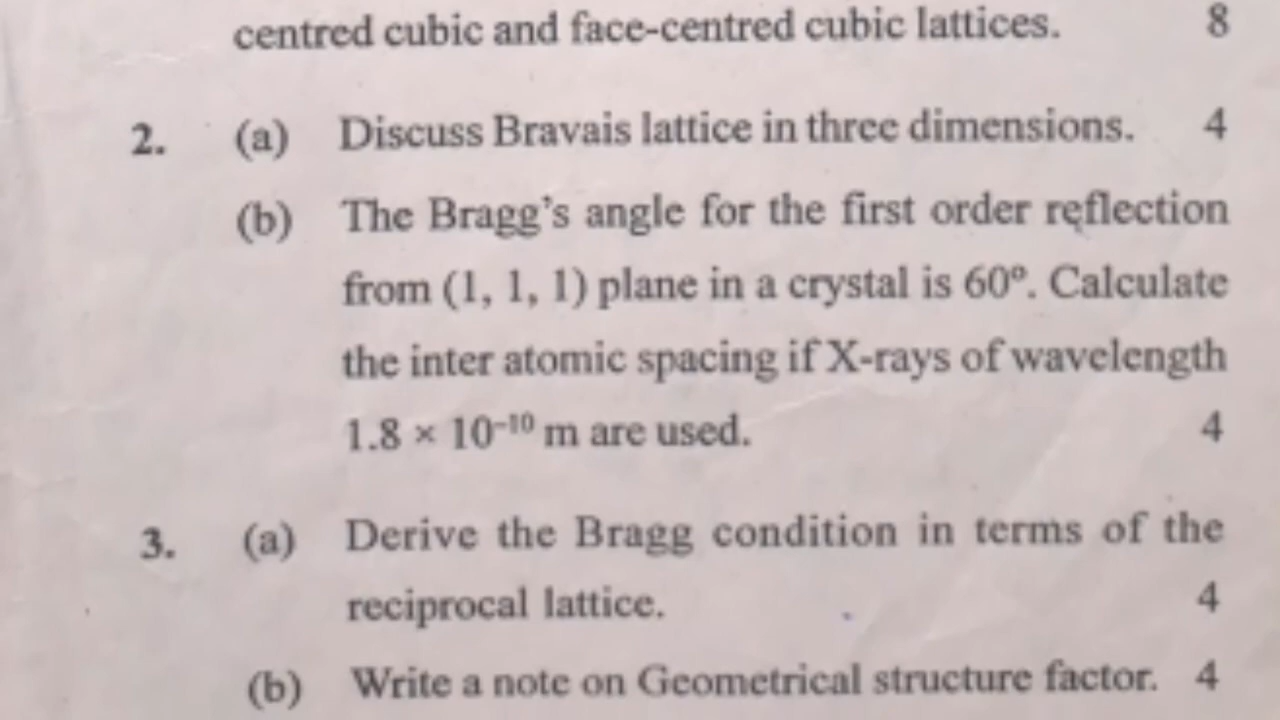 centred cubic and face-centred cubic lattices. 8
2. (a) Discuss Bravais lattice in three dimensions. 4
(b) The Bragg's angle for the first order reflection
from (1, 1, 1) plane in a crystal is 60°. Calculate
the inter atomic spacing if X-rays of wavelength
1.8 × 10⁻¹⁰ m are used. 4
3. (a) Derive the Bragg condition in terms of the
reciprocal lattice. 4
(b) Write a note on Geometrical structure factor. 4